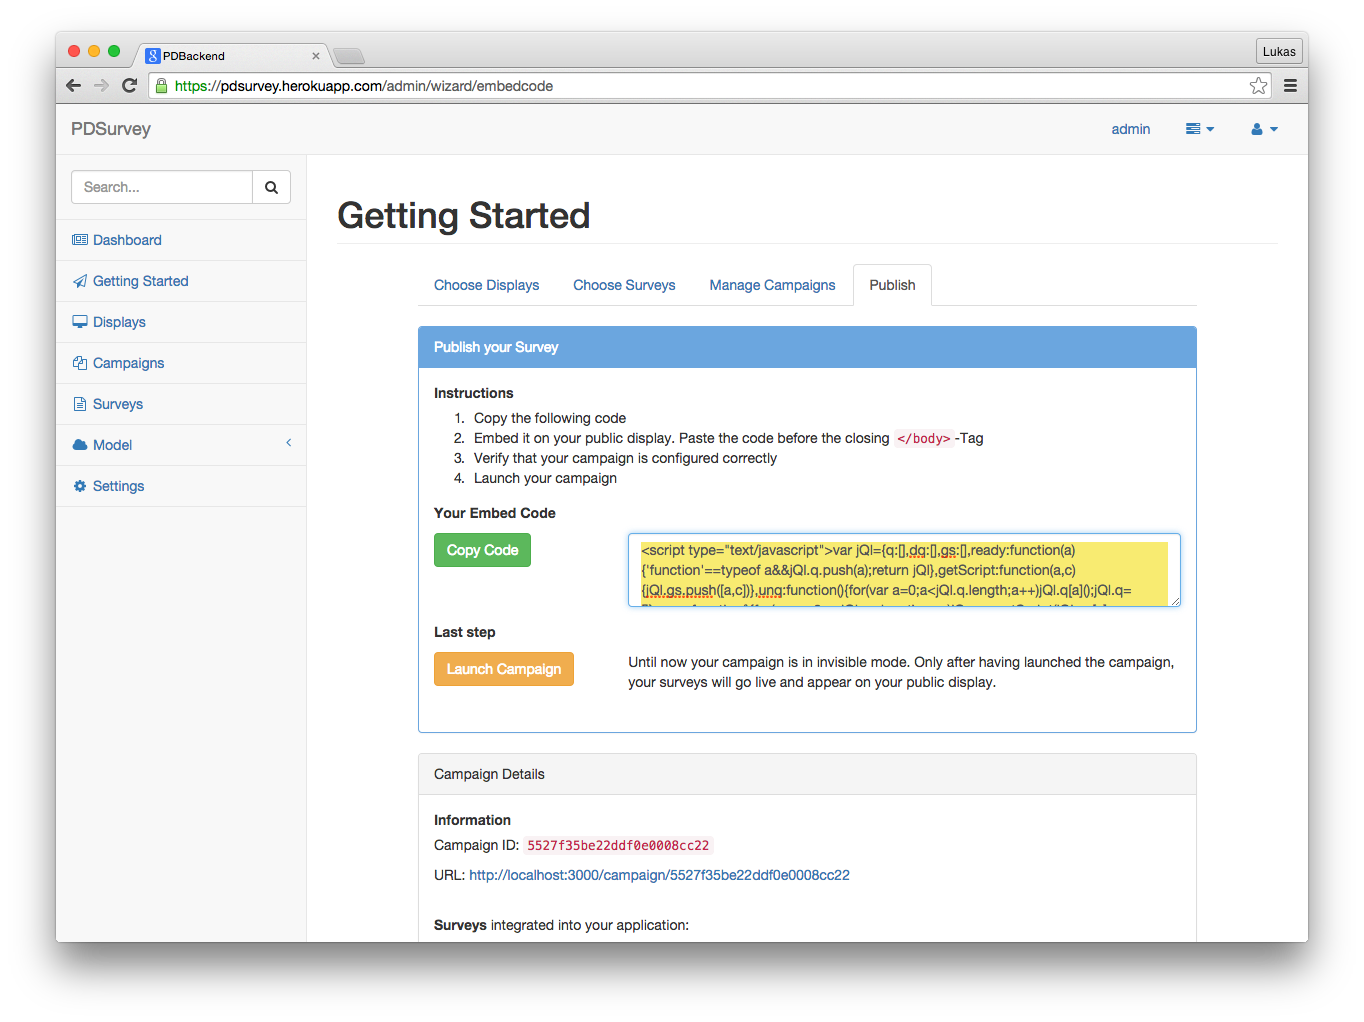 PDBackend
Lukas
https://pdsurvey.herokuapp.com/admin/wizard/embedcode
PDSurvey
admin
Search...
Dashboard
Getting Started
Displays
Campaigns
Surveys
Model
Settings
Getting Started
Choose Displays
Choose Surveys
Manage Campaigns
Publish
Publish your Survey
Instructions
1. Copy the following code
2. Embed it on your public display. Paste the code before the closing </body> -Tag
3. Verify that your campaign is configured correctly
4. Launch your campaign
Your Embed Code
Copy Code
<script type="text/javascript">var jQl={q:[],dq:[],gs:[],ready:function(a)
{'function'==typeof a&&jQl.q.push(a);return jQl},getScript:function(a,c)
{jQl.gs.push([a,c])},unq:function(){for(var a=0;a<jQl.q.length;a++)jQl.q[a]();jQl.q=
Last step
Launch Campaign
Until now your campaign is in invisible mode. Only after having launched the campaign,
your surveys will go live and appear on your public display.
Campaign Details
Information
Campaign ID: 5527f35be22ddf0e0008cc22
URL: http://localhost:3000/campaign/5527f35be22ddf0e0008cc22
Surveys integrated into your application: